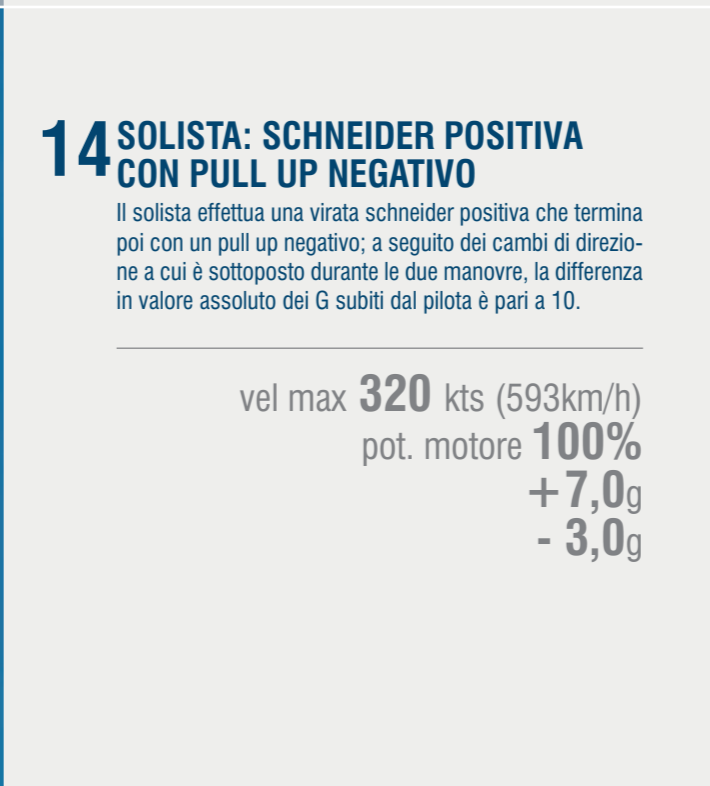 14 SOLISTA: SCHNEIDER POSITIVA
CON PULL UP NEGATIVO
Il solista effettua una virata schneider positiva che termina
poi con un pull up negativo; a seguito dei cambi di direzio-
ne a cui è sottoposto durante le due manovre, la differenza
in valore assoluto dei G subiti dal pilota è pari a 10.
vel max 320 kts (593km/h)
pot. motore 100%
+7,0g
- 3,0g